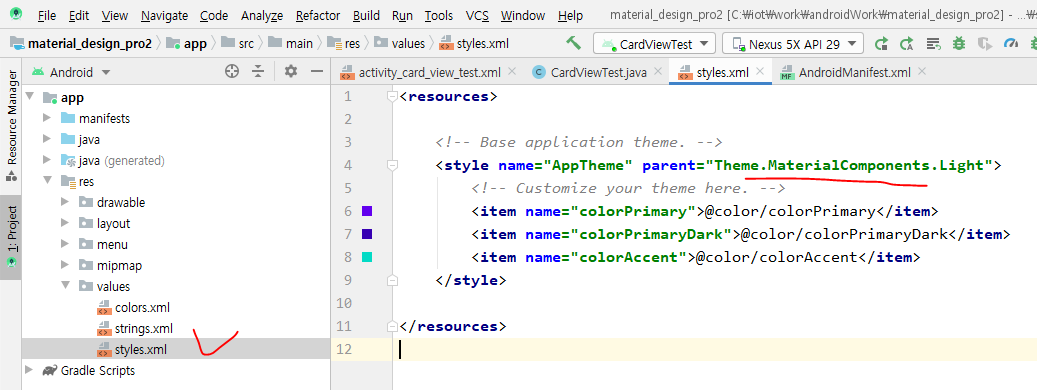 File Edit View Navigate Code Analyze Refactor Build Run Tools VCS Window Help material_design_pro2 [C:₩iot₩work₩androidWork₩material_design_pro2] - ...₩s
material_design_pro2 app src main res values styles.xml CardViewTest Nexus 5X API 29
Android activity_card_view_test.xml CardViewTest.java styles.xml AndroidManifest.xml
Resource Manager
1: Project
app
manifests
java
java (generated)
res
drawable
layout
menu
mipmap
values
colors.xml
strings.xml
styles.xml
Gradle Scripts
1 <resources>
2
3 <!-- Base application theme. -->
4 <style name="AppTheme" parent="Theme.MaterialComponents.Light">
5 <!-- Customize your theme here. -->
6 <item name="colorPrimary">@color/colorPrimary</item>
7 <item name="colorPrimaryDark">@color/colorPrimaryDark</item>
8 <item name="colorAccent">@color/colorAccent</item>
9 </style>
10
11 </resources>
12